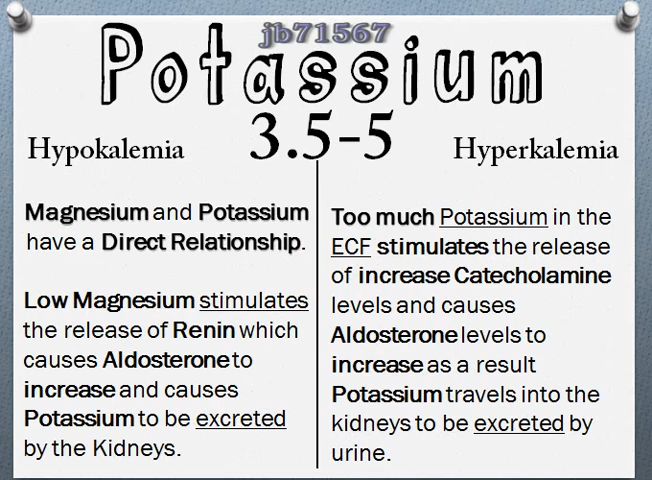 jb71567
Potassium
3.5-5
Hypokalemia
Hyperkalemia
Magnesium and Potassium
have a Direct Relationship.
Low Magnesium stimulates
the release of Renin which
causes Aldosterone to
increase and causes
Potassium to be excreted
by the Kidneys.
Too much Potassium in the
ECF stimulates the release
of increase Catecholamine
levels and causes
Aldosterone levels to
increase as a result
Potassium travels into the
kidneys to be excreted by
urine.